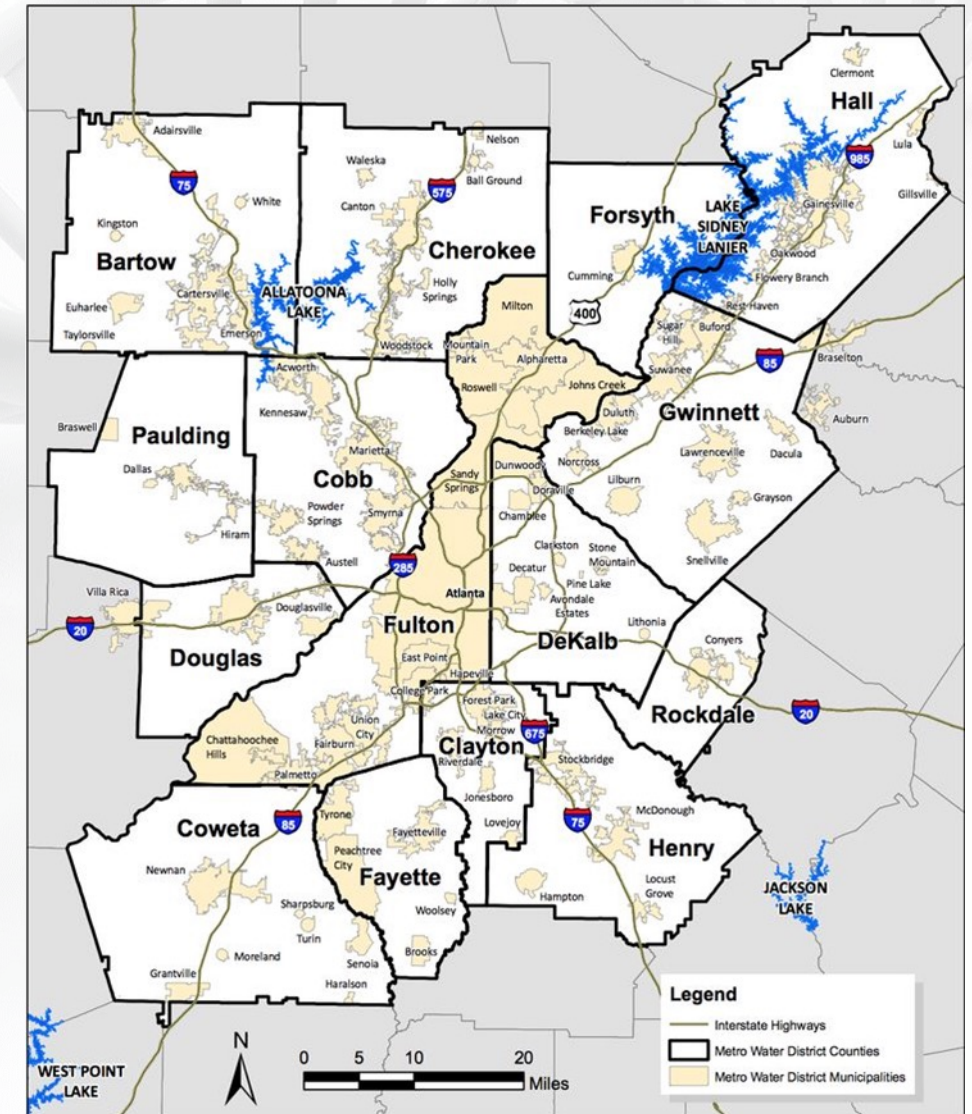 Clermont
Hall
Lula
985
Gainesville
Gillsville
Oakwood
Flowery Branch
Adairsville
75
White
Kingston
Bartow
Cartersville
Euharlee
Taylorsville
Emerson
ALLATOONA
LAKE
Nelson
Waleska
575
Ball Ground
Canton
Cherokee
Holly
Springs
Woodstock
Forsyth
LAKE
SIDNEY
LANIER
Cumming
400
Milton
Mountain
Park
Alpharetta
Roswell
Johns Creek
Rest Haven
Sugar
Hill
Buford
Suwanee
85
Braselton
Duluth
Gwinnett
Auburn
Berkeley Lake
Norcross
Lawrenceville
Dacula
Lilburn
Grayson
Snellville
Acworth
Kennesaw
Marietta
Cobb
Powder
Springs
Smyrna
Austell
Braswell
Paulding
Dallas
Hiram
Sandy
Springs
Dunwoody
Doraville
Chamblee
285
Clarkston
Stone
Mountain
Decatur
Pine Lake
Avondale
Estates
Lithonia
DeKalb
Atlanta
Fulton
East Point
Hapeville
College Park
Villa Rica
20
Douglasville
Douglas
Conyers
Rockdale
20
Union
City
Chattahoochee
Hills
Fairburn
Palmetto
Forest Park
Lake City
Morrow
675
Clayton
Riverdale
Jonesboro
Lovejoy
Stockbridge
75
McDonough
Henry
Locust
Grove
Hampton
Coweta
85
Newnan
Sharpsburg
Turin
Moreland
Senoia
Grantville
Haralson
Tyrone
Fayetteville
Peachtree
City
Fayette
Woolsey
Brooks
JACKSON
LAKE
WEST POINT
LAKE
N
0 5 10 20
Miles
Legend
Interstate Highways
Metro Water District Counties
Metro Water District Municipalities